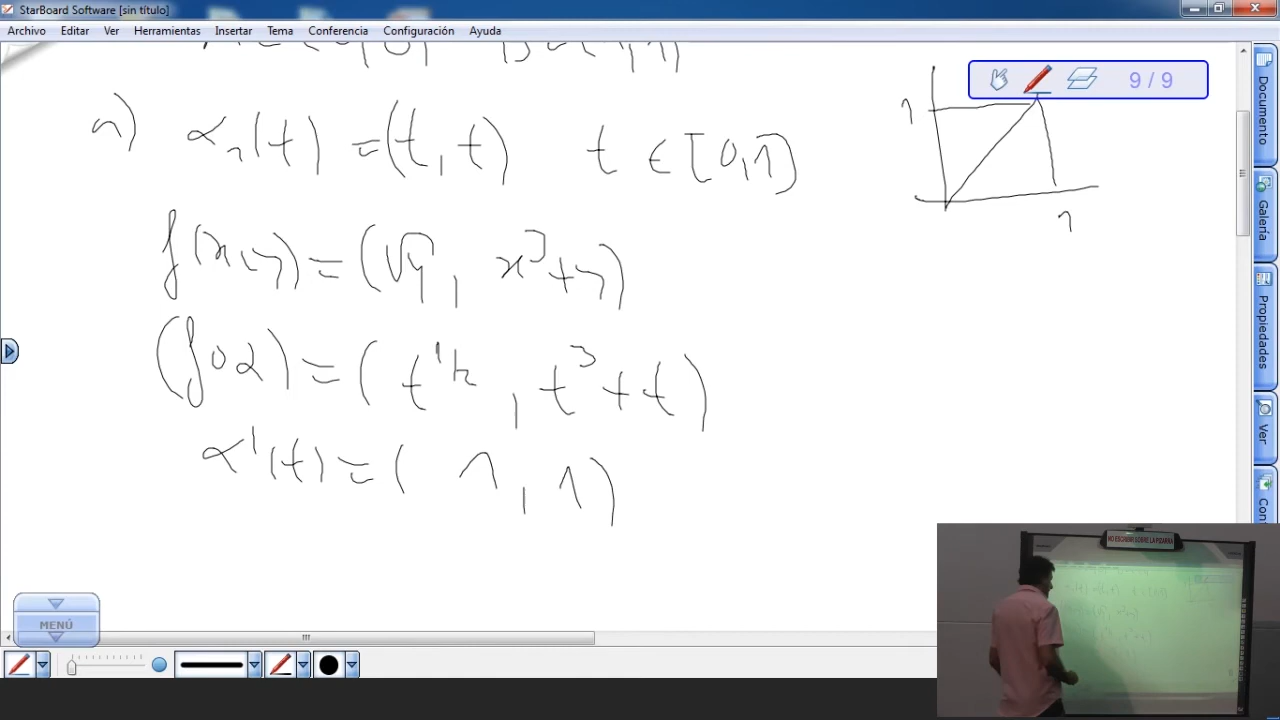 StarBoard Software [sin título]
Archivo Editar Ver Herramientas Insertar Tema Conferencia Configuración Ayuda
9 / 9
a) α₁(t) = (t, t) t ∈ [0,1]
1
1
f(x,y) = (√y, x³+y)
(f∘α) = (t^1/2, t³+t)
α'(t) = (1, 1)
Documento
Galería
Propiedades
Ver
MENÚ
NO ESCRIBIR SOBRE LA PIZARRA